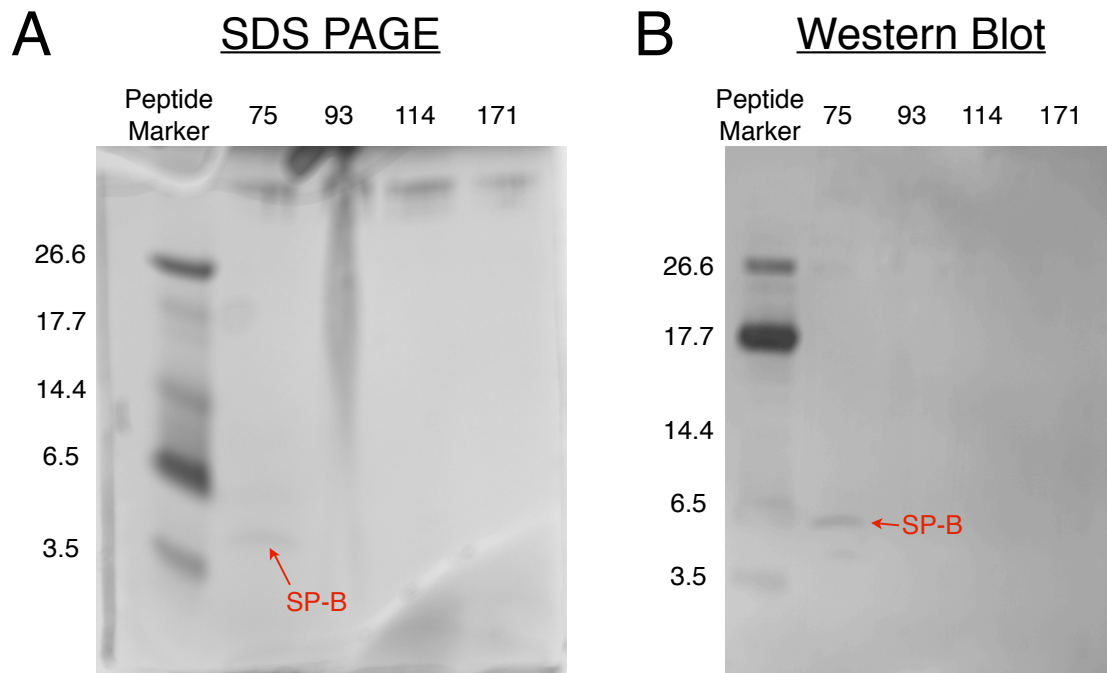 A
SDS PAGE
Peptide
Marker
75
93
114
171
26.6
17.7
14.4
6.5
3.5
SP-B
B
Western Blot
Peptide
Marker
75
93
114
171
26.6
17.7
14.4
6.5
3.5
SP-B